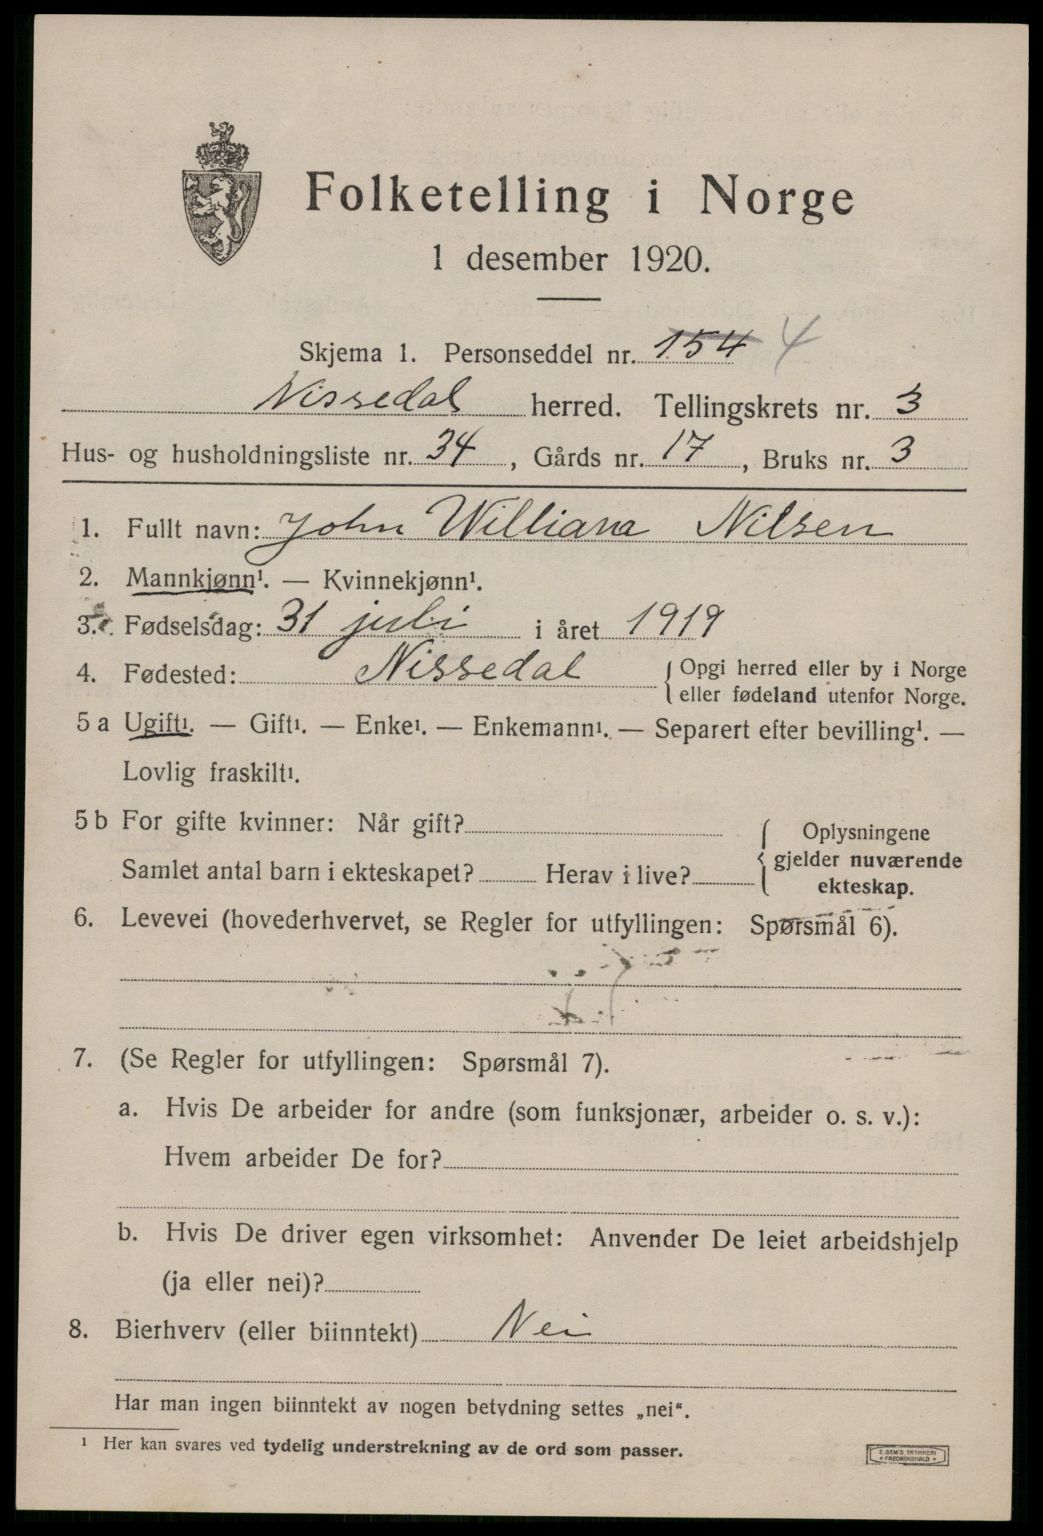 Folketelling i Norge
1 desember 1920.
Skjema 1. Personseddel nr. 154 4
Nissedal herred. Tellingskrets nr. 3
Hus- og husholdningsliste nr. 34, Gårds nr. 17, Bruks nr. 3
1. Fullt navn: John William Nilsen
2. Mannkjønn¹. — Kvinnekjønn¹.
3. Fødselsdag: 31 juli i året 1919
4. Fødested: Nissedal { Opgi herred eller by i Norge
eller fødeland utenfor Norge.
5 a Ugift¹. — Gift¹. — Enke¹. — Enkemann¹. — Separert efter bevilling¹. —
Lovlig fraskilt¹.
5 b For gifte kvinner: Når gift?
Samlet antal barn i ekteskapet? Herav i live?
{ Oplysningene
gjelder nuværende
ekteskap.
6. Levevei (hovederhvervet, se Regler for utfyllingen: Spørsmål 6).
7. (Se Regler for utfyllingen: Spørsmål 7).
a. Hvis De arbeider for andre (som funksjonær, arbeider o. s. v.):
Hvem arbeider De for?
b. Hvis De driver egen virksomhet: Anvender De leiet arbeidshjelp
(ja eller nei)?
8. Bierhverv (eller biinntekt) Nei
Har man ingen biinntekt av nogen betydning settes „nei“.
¹ Her kan svares ved tydelig understrekning av de ord som passer.
E. SEM'S TRYKKERI
• FREDRIKSHALD •